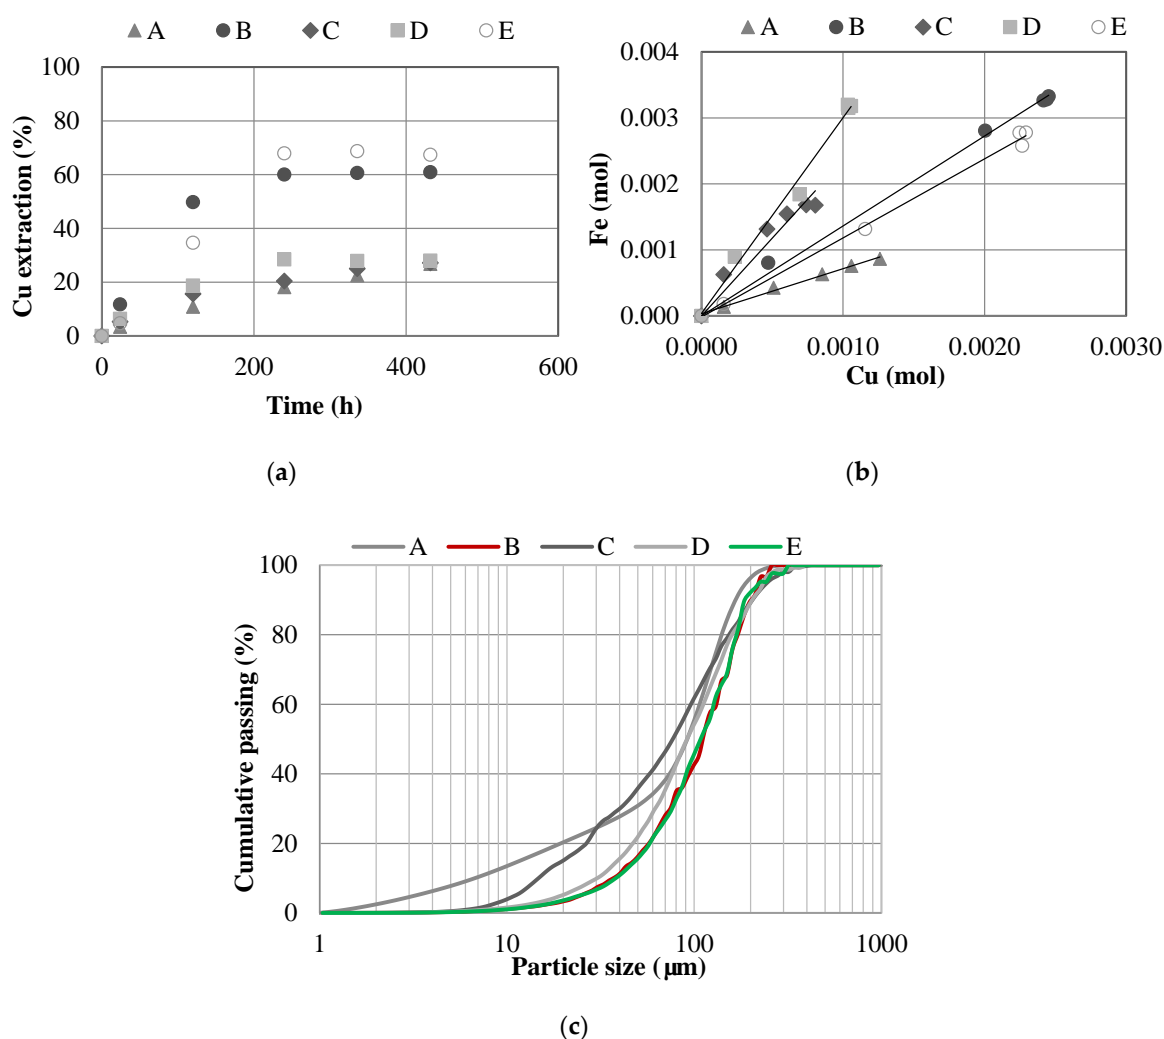 A B C D E
100
80
60
40
20
0
0 200 400 600
Cu extraction (%)
Time (h)
(a)
A B C D E
0.004
0.003
0.002
0.001
0.000
0.0000 0.0010 0.0020 0.0030
Fe (mol)
Cu (mol)
(b)
A B C D E
100
80
60
40
20
0
1 10 100 1000
Cumulative passing (%)
Particle size (µm)
(c)